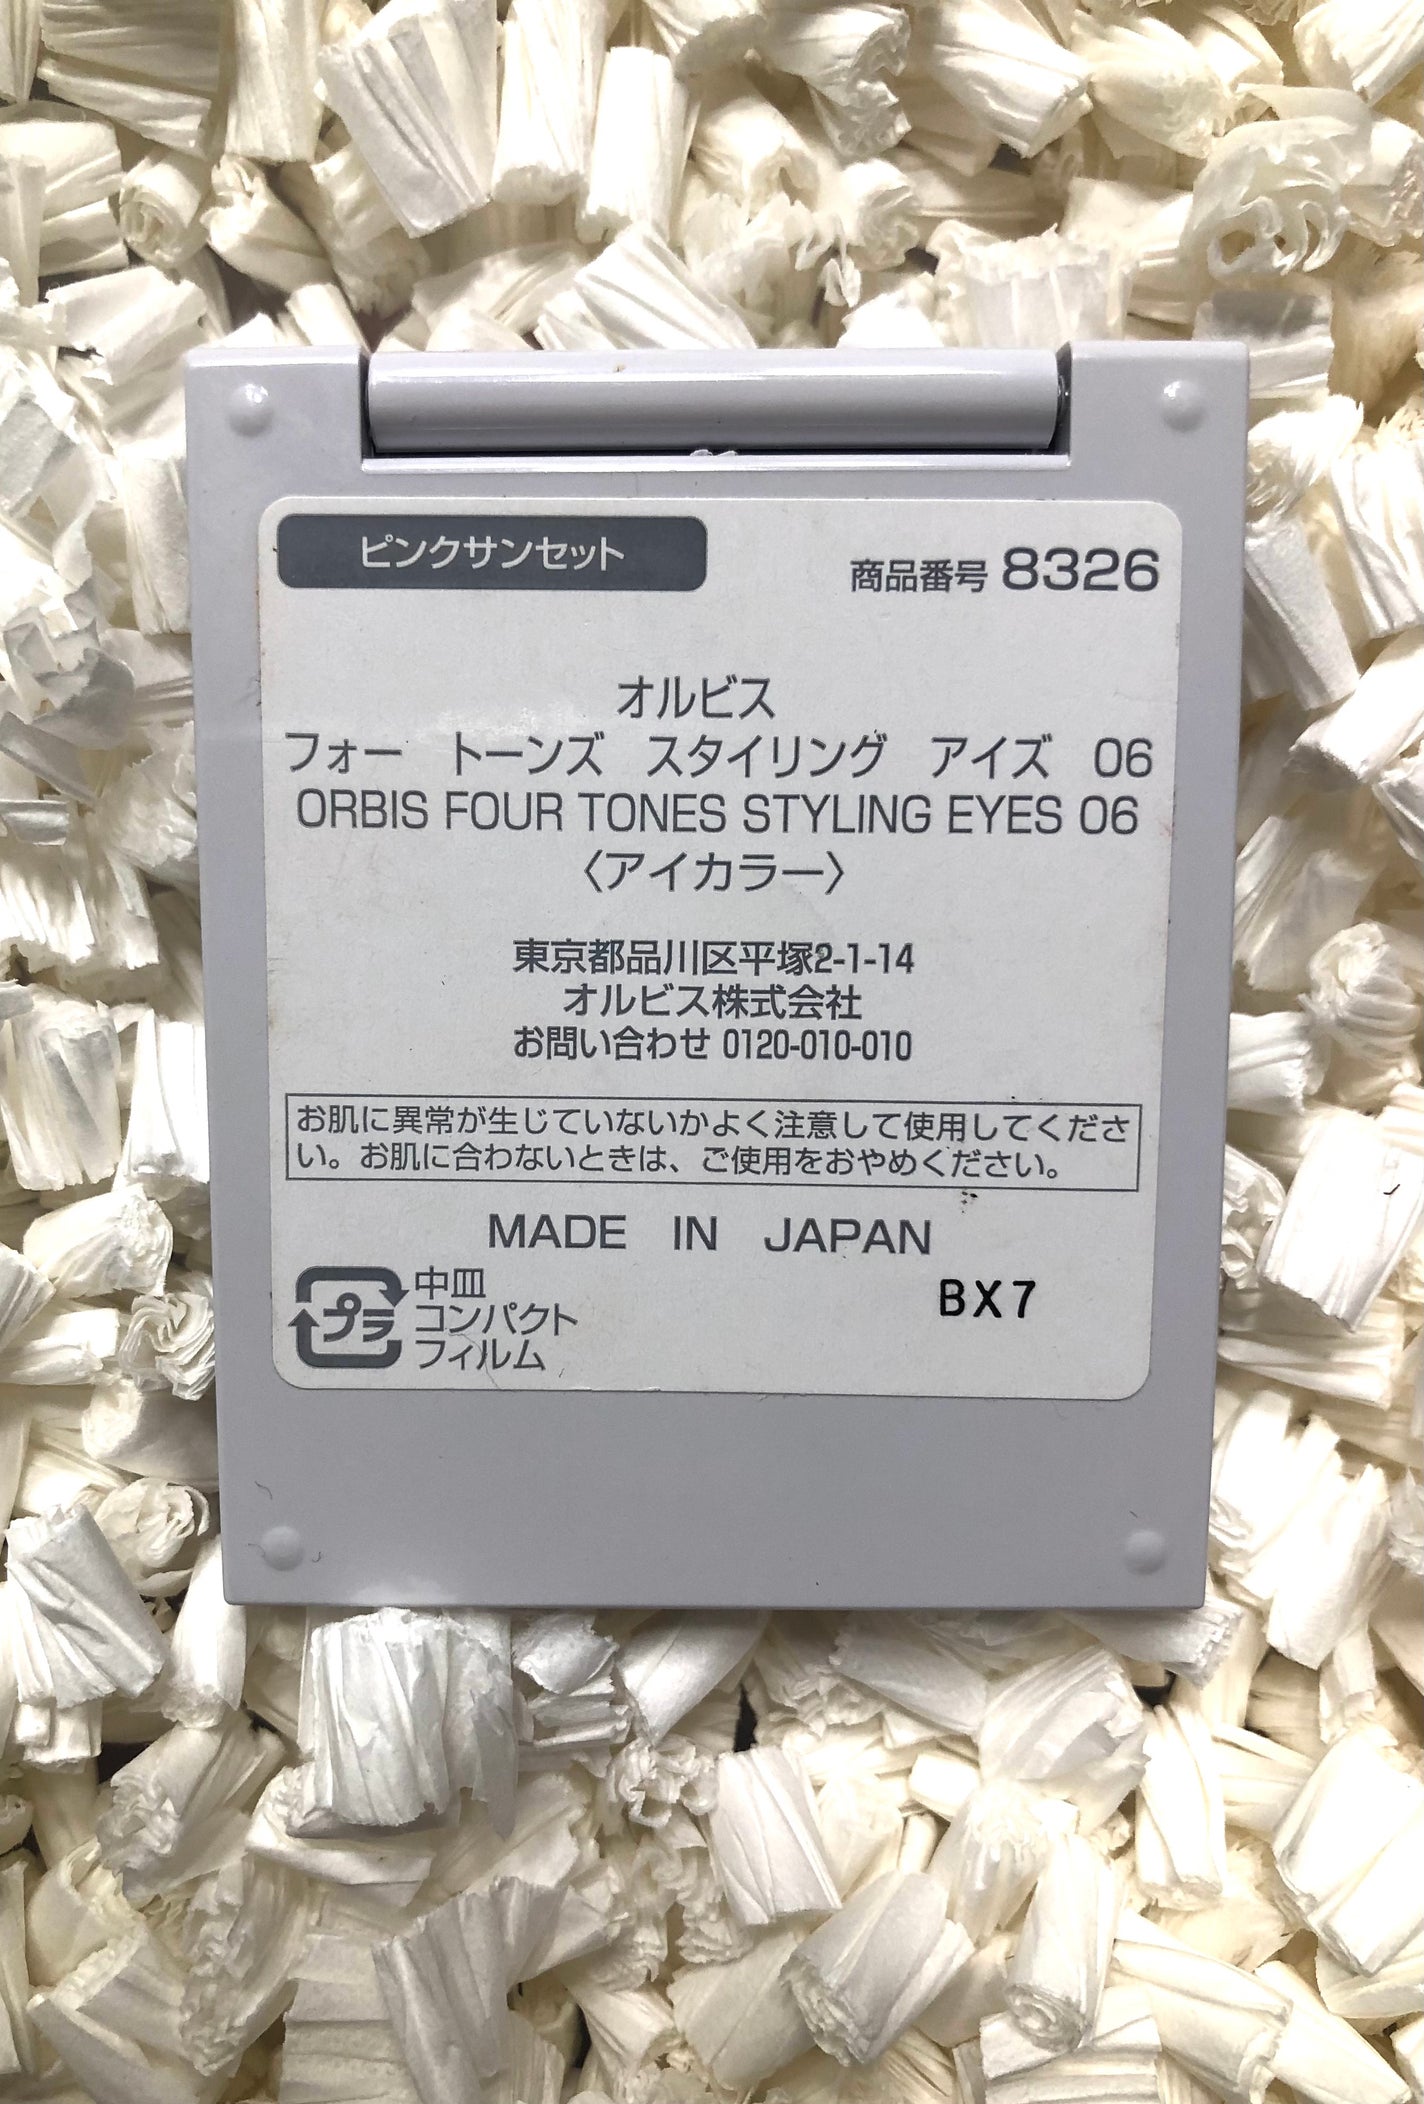 ピンクサンセット
商品番号 8326
オルビス
フォー トーンズ スタイリング アイズ 06
ORBIS FOUR TONES STYLING EYES 06
〈アイカラー〉
東京都品川区平塚2-1-14
オルビス株式会社
お問い合わせ 0120-010-010
お肌に異常が生じていないかよく注意して使用してくださ
い。お肌に合わないときは、ご使用をおやめください。
MADE IN JAPAN
プラ
中皿
コンパクト
フィルム
BX7